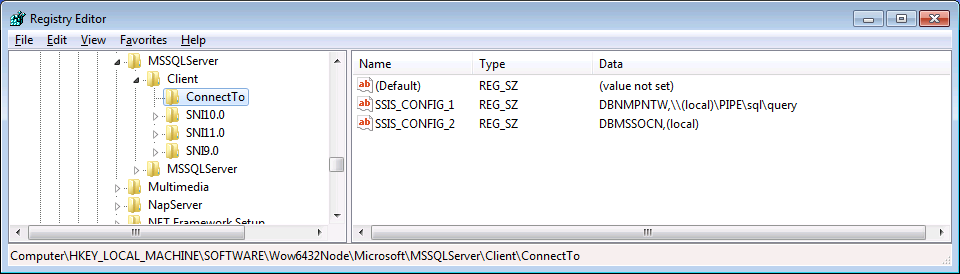 Registry Editor
File Edit View Favorites Help
MSSQLServer
Client
ConnectTo
SNI10.0
SNI11.0
SNI9.0
MSSQLServer
Multimedia
NapServer
NET Framework Setup
Name Type Data
(Default) REG_SZ (value not set)
SSIS_CONFIG_1 REG_SZ DBNMPNTW,\\(local)\PIPE\sql\query
SSIS_CONFIG_2 REG_SZ DBMSSOCN,(local)
Computer\HKEY_LOCAL_MACHINE\SOFTWARE\Wow6432Node\Microsoft\MSSQLServer\Client\ConnectTo